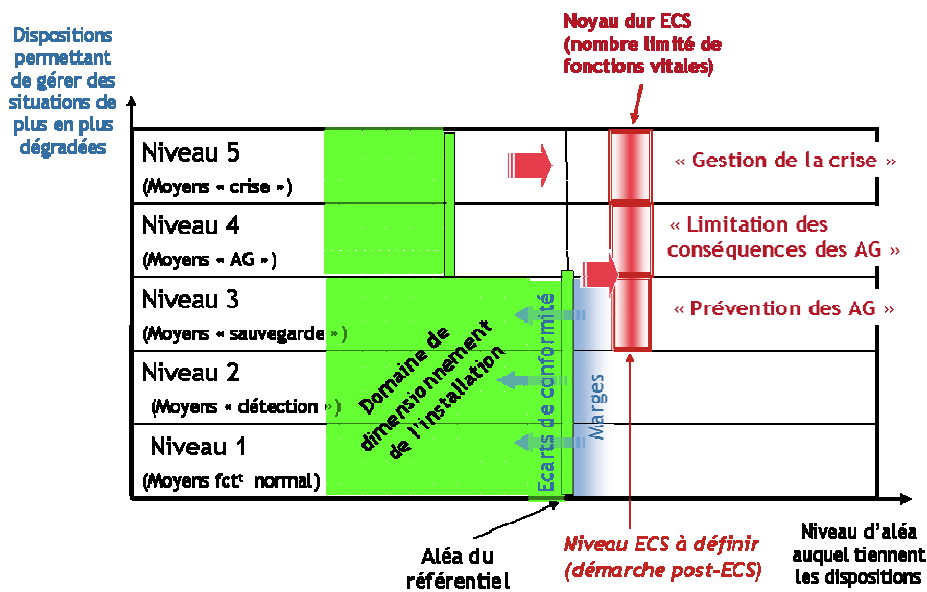 Noyau dur ECS
(nombre limité de
fonctions vitales)
Dispositions
permettant
de gérer des
situations de
plus en plus
dégradées
Niveau 5
(Moyens « crise »)
« Gestion de la crise »
Niveau 4
(Moyens « AG »)
« Limitation des
conséquences des AG »
Niveau 3
(Moyens « sauvegarde » )
« Prévention des AG »
Niveau 2
(Moyens « détection »)
Niveau 1
(Moyens fctᵗ normal)
Domaine de
dimensionnement
de l'installation
Ecarts de conformité
Marges
Aléa du
référentiel
Niveau ECS à définir
(démarche post-ECS)
Niveau d'aléa
auquel tiennent
les dispositions